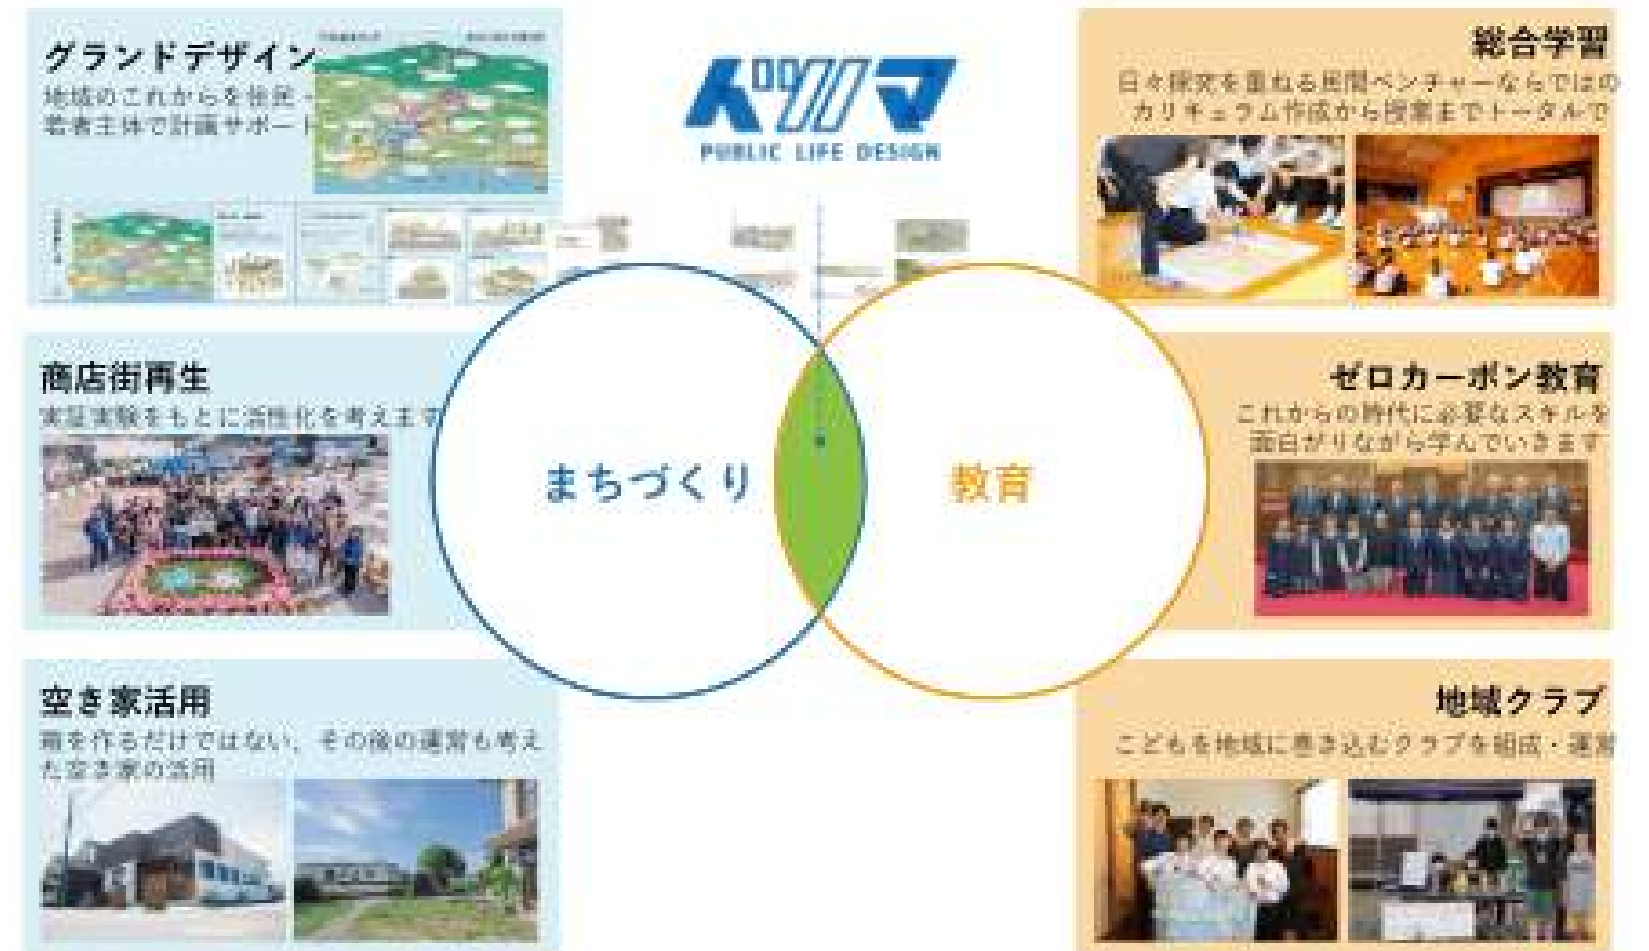 グランドデザイン
地域のこれからを住民・
若者主体で計画サポート
ドツボマ
PUBLIC LIFE DESIGN
総合学習
日々探究を重ねる民間ベンチャーならではの
カリキュラム作成から授業までトータルで
商店街再生
実証実験をもとに活性化を考えます
まちづくり
教育
ゼロカーボン教育
これからの時代に必要なスキルを
面白がりながら学んでいきます
空き家活用
箱を作るだけではない、その後の運営も考え
た空き家の活用
地域クラブ
こどもを地域に巻き込むクラブを組成・運営